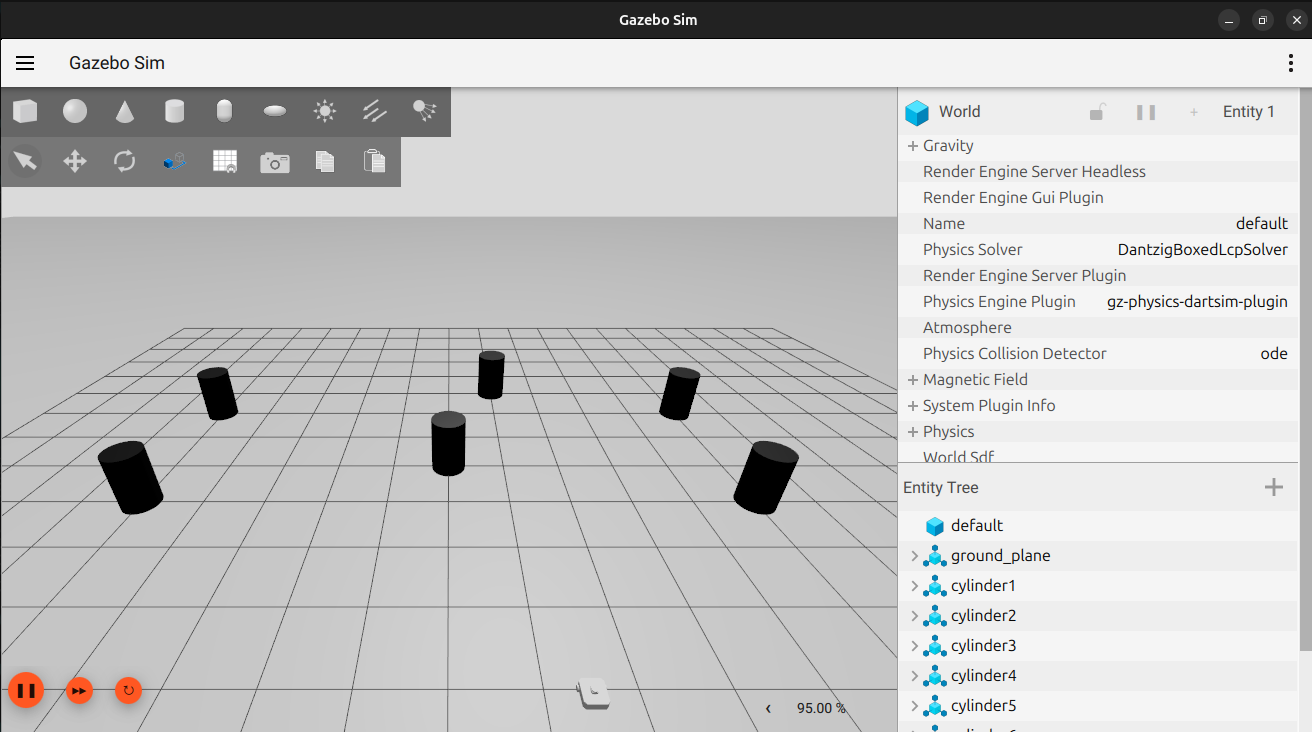 Gazebo Sim
Gazebo Sim
World Entity 1
Gravity
Render Engine Server Headless
Render Engine Gui Plugin
Name default
Physics Solver DantzigBoxedLcpSolver
Render Engine Server Plugin
Physics Engine Plugin gz-physics-dartsim-plugin
Atmosphere
Physics Collision Detector ode
Magnetic Field
System Plugin Info
Physics
World Sdf
Entity Tree
default
ground_plane
cylinder1
cylinder2
cylinder3
cylinder4
cylinder5
95.00 %